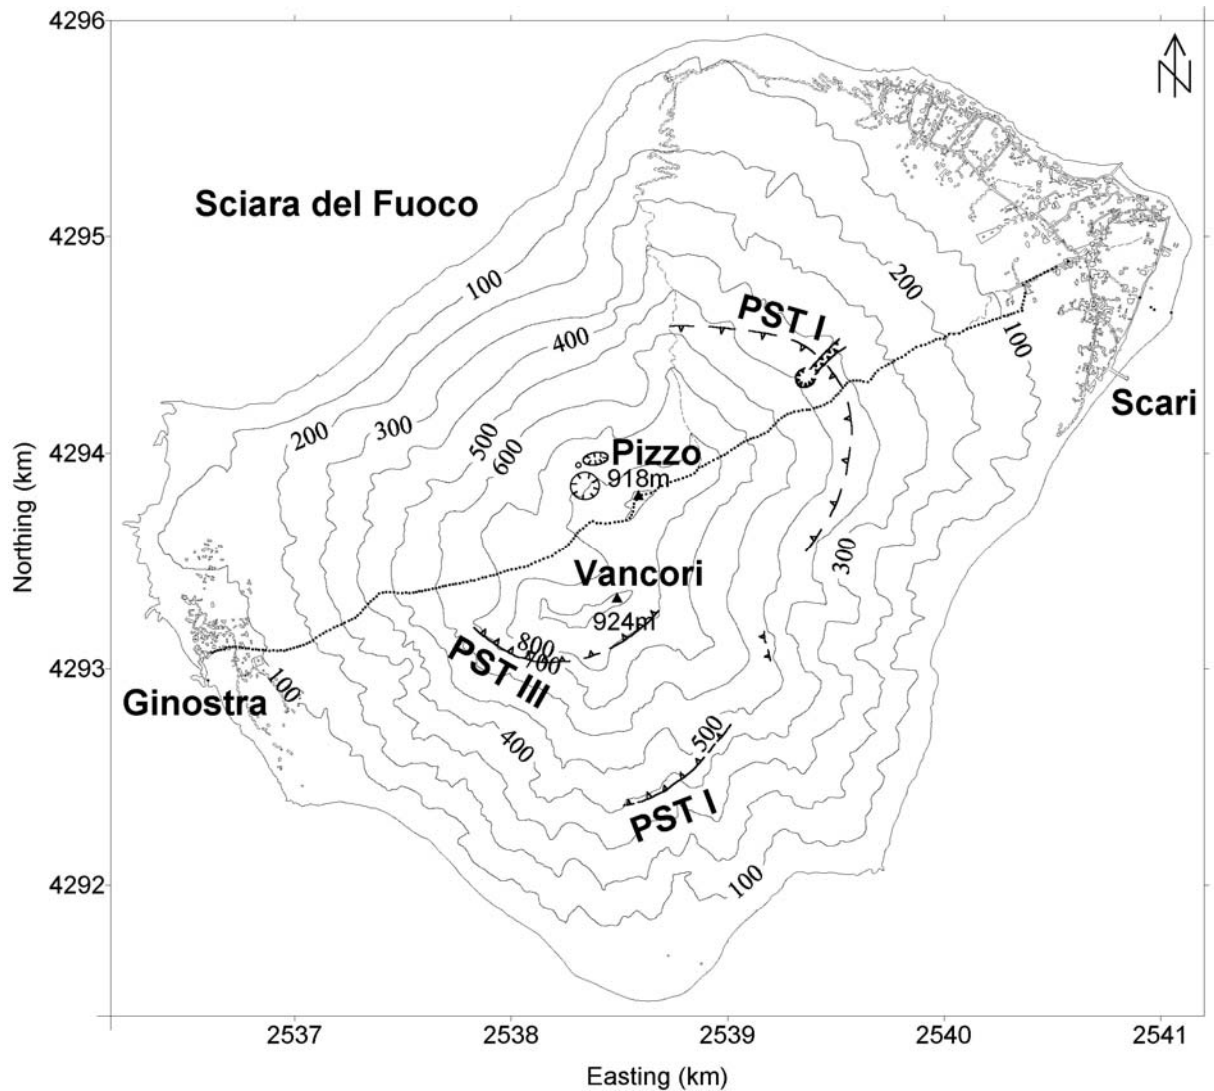 4296
N
Sciara del Fuoco
4295
100
200
PST I
400
100
Scari
200
300
500
600
Pizzo
918m
4294
Northing (km)
300
Vancori
924m
800
700
PST III
4293
100
Ginostra
400
500
PST I
100
4292
2537
2538
2539
2540
2541
Easting (km)